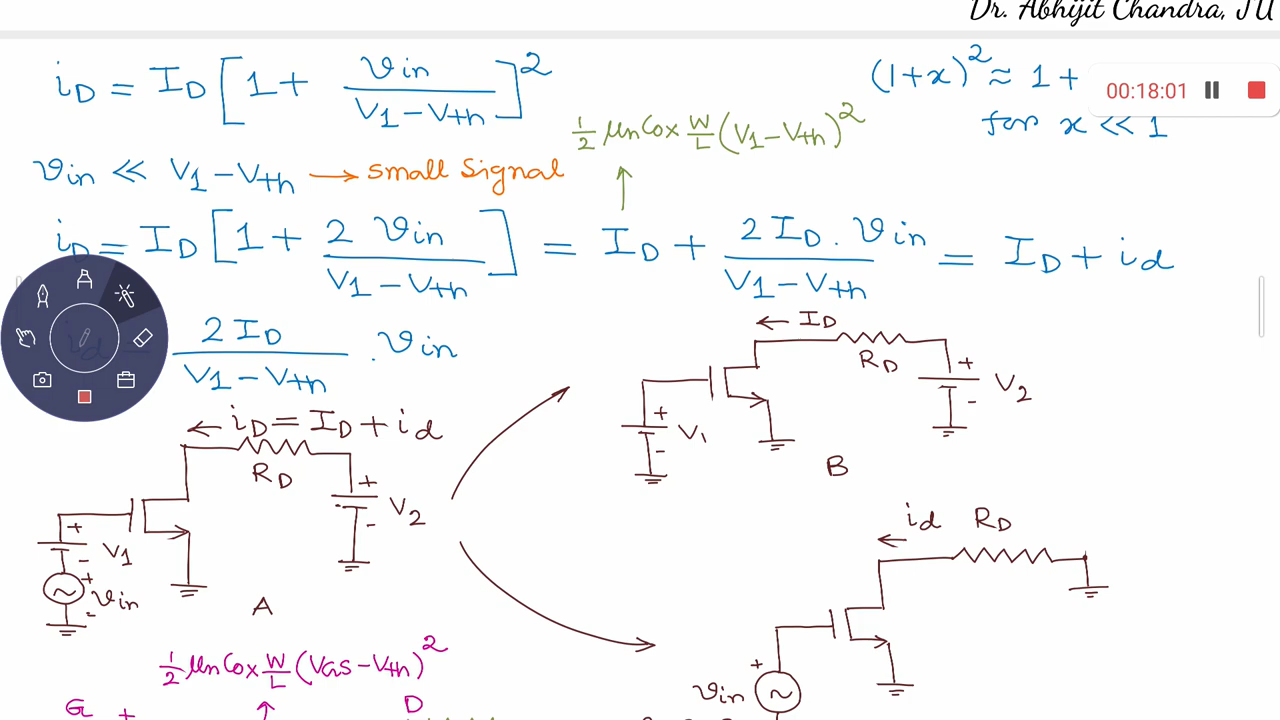 Dr. Abhijit Chandra, JU
iD = ID [1 + vin / (V1 - Vth)]^2
(1+x)^2 ≈ 1 +
for x << 1
00:18:01
1/2 μnCox W/L (V1 - Vth)^2
↑
vin << V1 - Vth → small signal
iD = ID [1 + 2 vin / (V1 - Vth)] = ID + 2ID . vin / (V1 - Vth) = ID + id
id = 2ID / (V1 - Vth) . vin
← ID
RD
+
V2
-
+
V1
-
B
← iD = ID + id
RD
+
V2
-
+
V1
-
+
vin
-
A
← id
RD
+
vin
1/2 μnCox W/L (VGS - Vth)^2
↑
G +
D